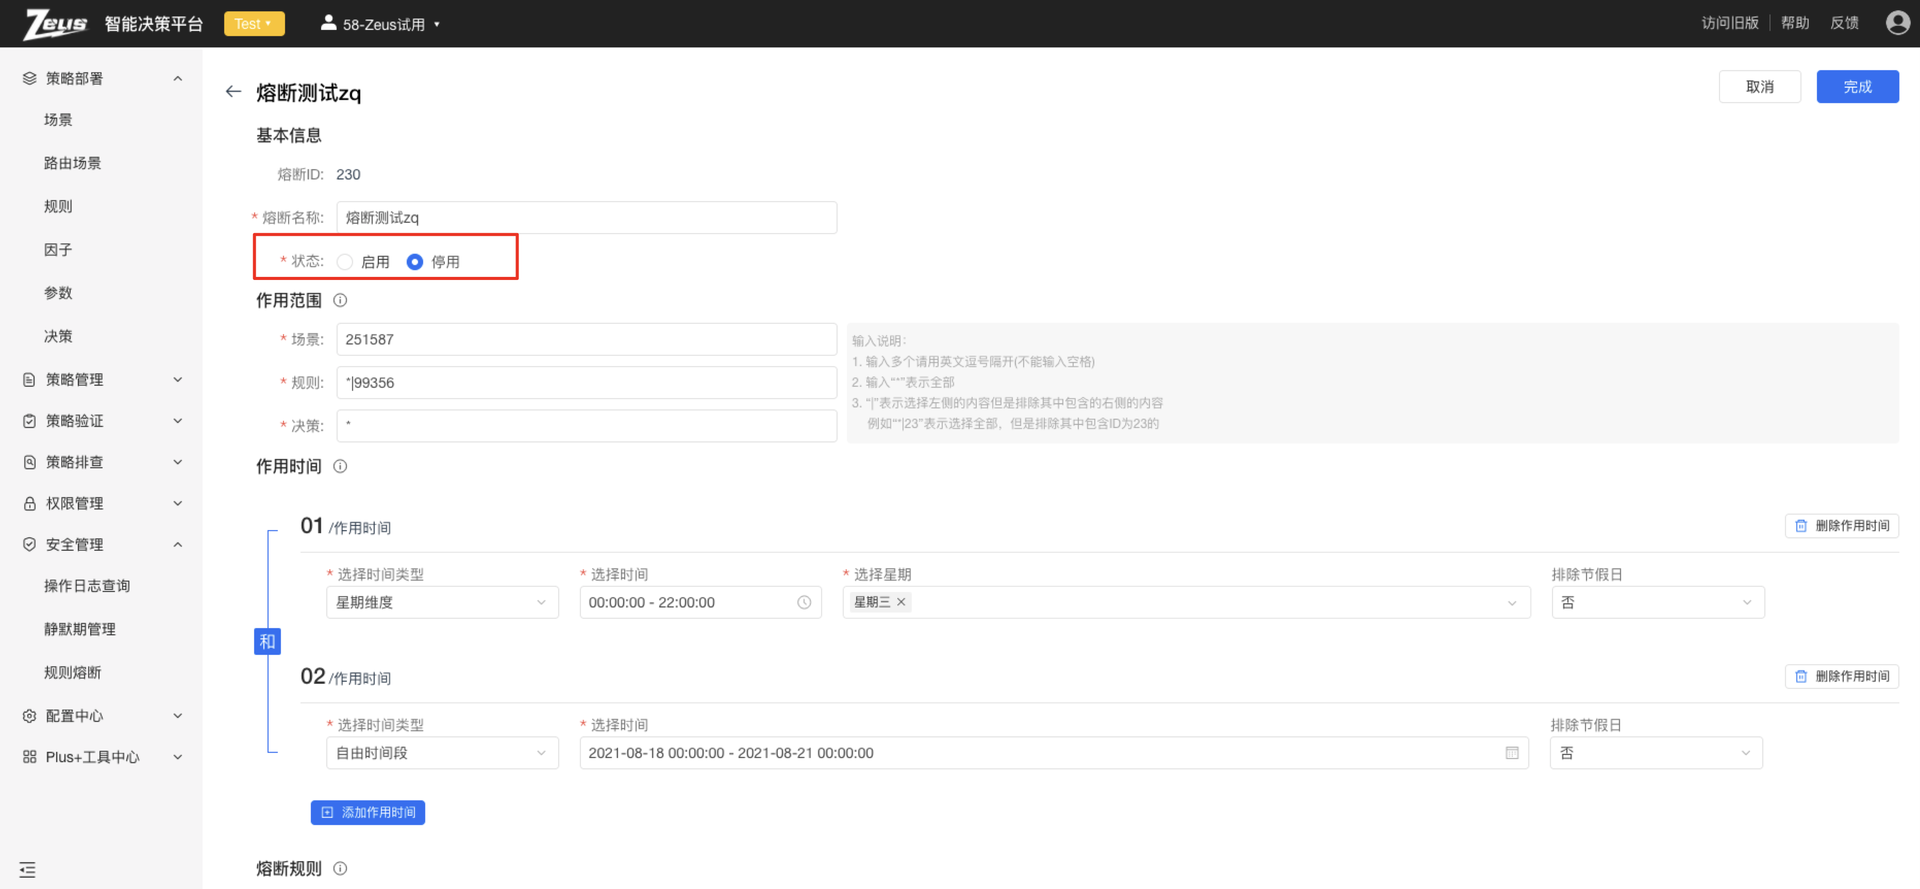 Zeus 智能决策平台 Test 58-Zeus试用 访问旧版 帮助 反馈
策略部署
场景
路由场景
规则
因子
参数
决策
策略管理
策略验证
策略排查
权限管理
安全管理
操作日志查询
静默期管理
规则熔断
配置中心
Plus+工具中心
熔断测试zq
取消 完成
基本信息
熔断ID: 230
* 熔断名称: 熔断测试zq
* 状态: 启用 停用
作用范围
* 场景: 251587
* 规则: *|99356
* 决策: *
输入说明:
1. 输入多个请用英文逗号隔开(不能输入空格)
2. 输入“*”表示全部
3. “|”表示选择左侧的内容但是排除其中包含的右侧的内容
例如“*|23”表示选择全部，但是排除其中包含ID为23的
作用时间
01 /作用时间 删除作用时间
* 选择时间类型 * 选择时间 * 选择星期 排除节假日
星期维度 00:00:00 - 22:00:00 星期三 × 否
和
02 /作用时间 删除作用时间
* 选择时间类型 * 选择时间 排除节假日
自由时间段 2021-08-18 00:00:00 - 2021-08-21 00:00:00 否
添加作用时间
熔断规则